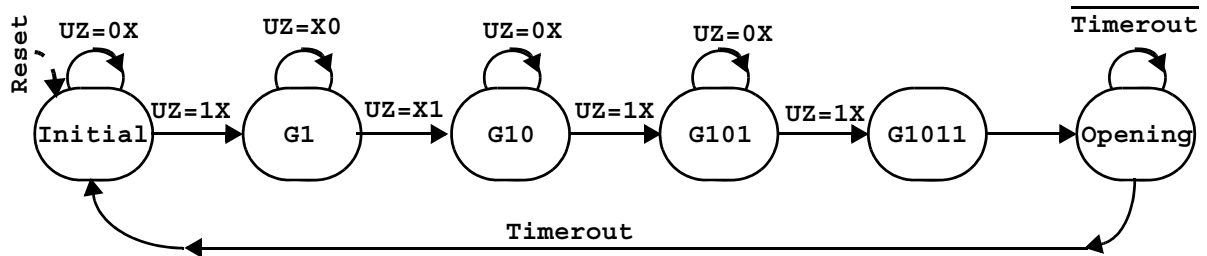 Reset
UZ=0X
UZ=X0
UZ=0X
UZ=0X
Timerout
Initial
UZ=1X
G1
UZ=X1
G10
UZ=1X
G101
UZ=1X
G1011
Opening
Timerout